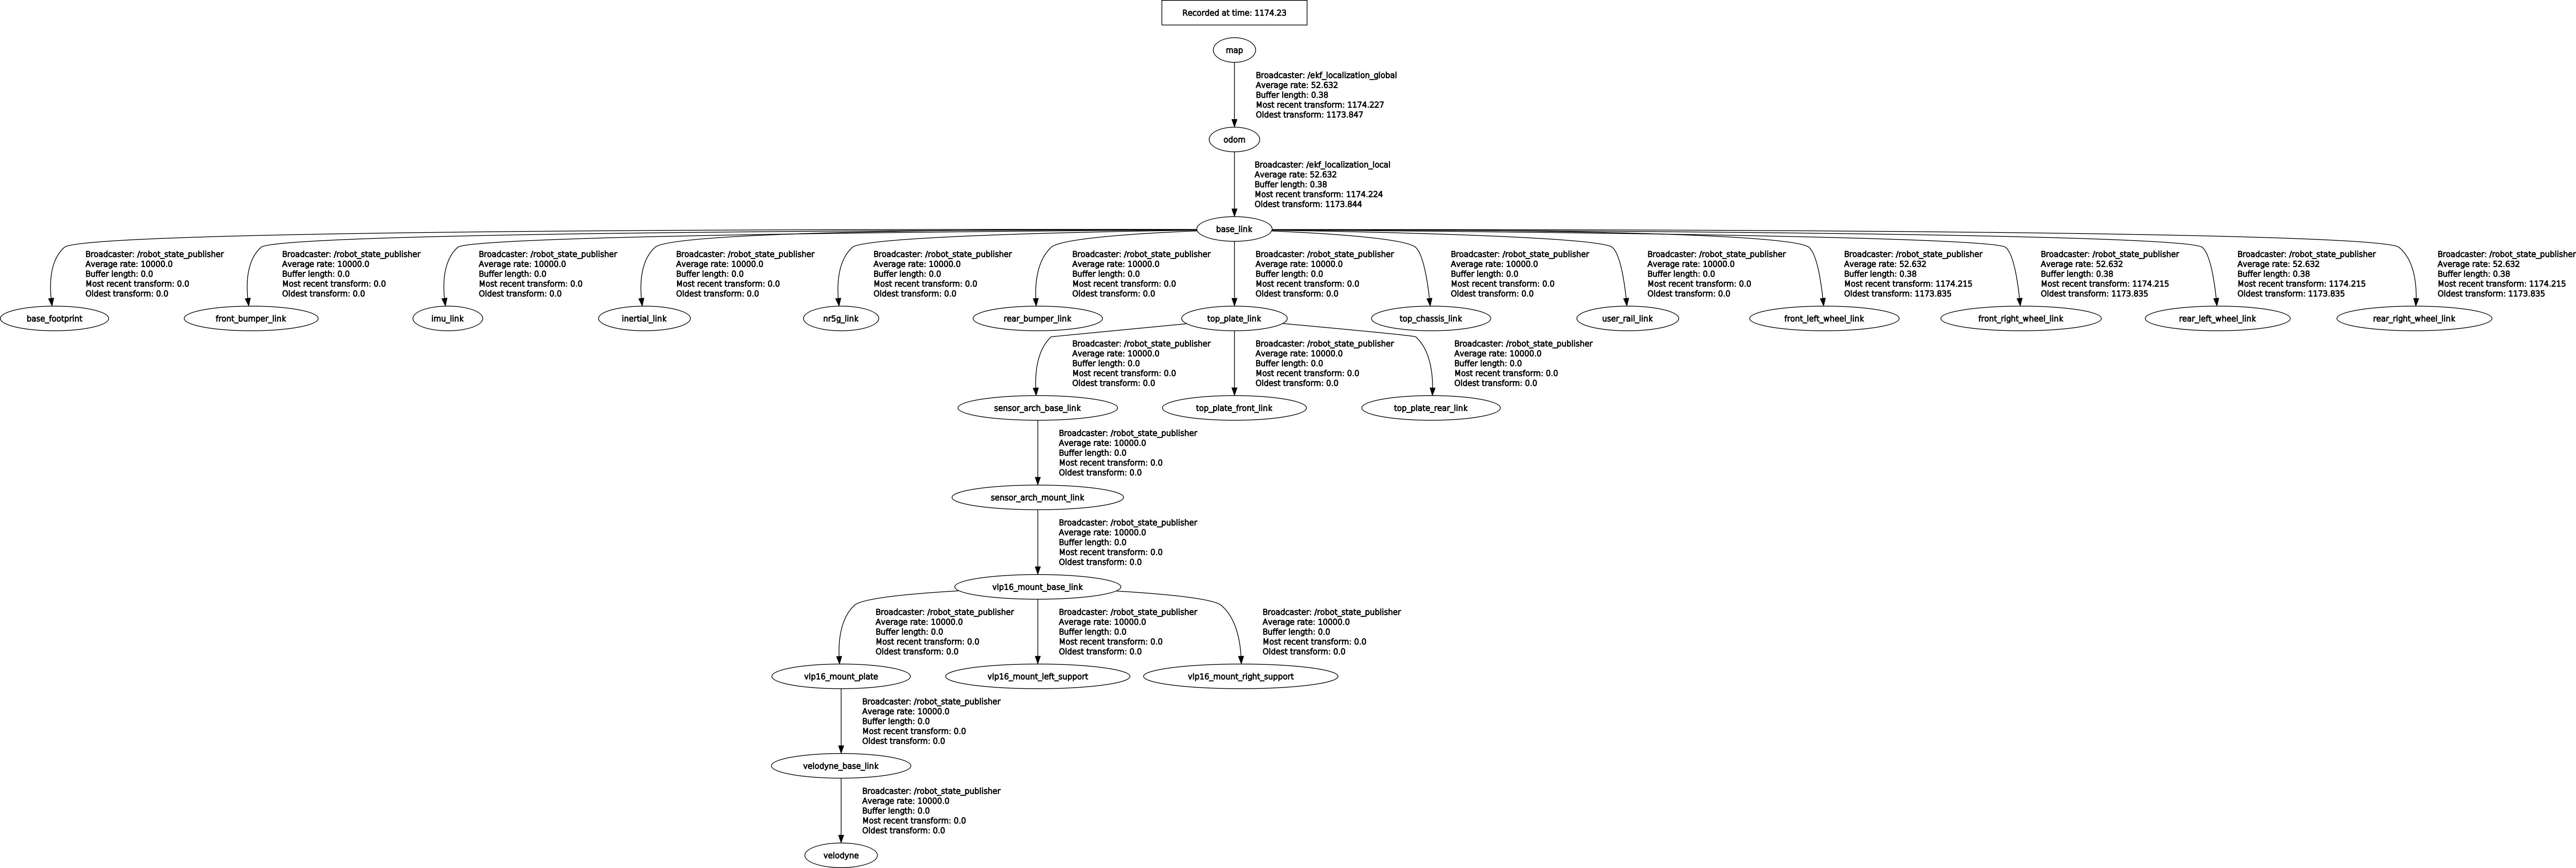 Recorded at time: 1174.23
map
Broadcaster: /ekf_localization_global
Average rate: 52.632
Buffer length: 0.38
Most recent transform: 1174.227
Oldest transform: 1173.847
odom
Broadcaster: /ekf_localization_local
Average rate: 52.632
Buffer length: 0.38
Most recent transform: 1174.224
Oldest transform: 1173.844
base_link
Broadcaster: /robot_state_publisher
Average rate: 10000.0
Buffer length: 0.0
Most recent transform: 0.0
Oldest transform: 0.0
base_footprint
Broadcaster: /robot_state_publisher
Average rate: 10000.0
Buffer length: 0.0
Most recent transform: 0.0
Oldest transform: 0.0
front_bumper_link
Broadcaster: /robot_state_publisher
Average rate: 10000.0
Buffer length: 0.0
Most recent transform: 0.0
Oldest transform: 0.0
imu_link
Broadcaster: /robot_state_publisher
Average rate: 10000.0
Buffer length: 0.0
Most recent transform: 0.0
Oldest transform: 0.0
inertial_link
Broadcaster: /robot_state_publisher
Average rate: 10000.0
Buffer length: 0.0
Most recent transform: 0.0
Oldest transform: 0.0
nr5g_link
Broadcaster: /robot_state_publisher
Average rate: 10000.0
Buffer length: 0.0
Most recent transform: 0.0
Oldest transform: 0.0
rear_bumper_link
Broadcaster: /robot_state_publisher
Average rate: 10000.0
Buffer length: 0.0
Most recent transform: 0.0
Oldest transform: 0.0
top_plate_link
Broadcaster: /robot_state_publisher
Average rate: 10000.0
Buffer length: 0.0
Most recent transform: 0.0
Oldest transform: 0.0
top_chassis_link
Broadcaster: /robot_state_publisher
Average rate: 10000.0
Buffer length: 0.0
Most recent transform: 0.0
Oldest transform: 0.0
user_rail_link
Broadcaster: /robot_state_publisher
Average rate: 52.632
Buffer length: 0.38
Most recent transform: 1174.215
Oldest transform: 1173.835
front_left_wheel_link
Broadcaster: /robot_state_publisher
Average rate: 52.632
Buffer length: 0.38
Most recent transform: 1174.215
Oldest transform: 1173.835
front_right_wheel_link
Broadcaster: /robot_state_publisher
Average rate: 52.632
Buffer length: 0.38
Most recent transform: 1174.215
Oldest transform: 1173.835
rear_left_wheel_link
Broadcaster: /robot_state_publisher
Average rate: 52.632
Buffer length: 0.38
Most recent transform: 1174.215
Oldest transform: 1173.835
rear_right_wheel_link
Broadcaster: /robot_state_publisher
Average rate: 10000.0
Buffer length: 0.0
Most recent transform: 0.0
Oldest transform: 0.0
sensor_arch_base_link
Broadcaster: /robot_state_publisher
Average rate: 10000.0
Buffer length: 0.0
Most recent transform: 0.0
Oldest transform: 0.0
top_plate_front_link
Broadcaster: /robot_state_publisher
Average rate: 10000.0
Buffer length: 0.0
Most recent transform: 0.0
Oldest transform: 0.0
top_plate_rear_link
Broadcaster: /robot_state_publisher
Average rate: 10000.0
Buffer length: 0.0
Most recent transform: 0.0
Oldest transform: 0.0
sensor_arch_mount_link
Broadcaster: /robot_state_publisher
Average rate: 10000.0
Buffer length: 0.0
Most recent transform: 0.0
Oldest transform: 0.0
vlp16_mount_base_link
Broadcaster: /robot_state_publisher
Average rate: 10000.0
Buffer length: 0.0
Most recent transform: 0.0
Oldest transform: 0.0
vlp16_mount_plate
Broadcaster: /robot_state_publisher
Average rate: 10000.0
Buffer length: 0.0
Most recent transform: 0.0
Oldest transform: 0.0
vlp16_mount_left_support
Broadcaster: /robot_state_publisher
Average rate: 10000.0
Buffer length: 0.0
Most recent transform: 0.0
Oldest transform: 0.0
vlp16_mount_right_support
Broadcaster: /robot_state_publisher
Average rate: 10000.0
Buffer length: 0.0
Most recent transform: 0.0
Oldest transform: 0.0
velodyne_base_link
Broadcaster: /robot_state_publisher
Average rate: 10000.0
Buffer length: 0.0
Most recent transform: 0.0
Oldest transform: 0.0
velodyne